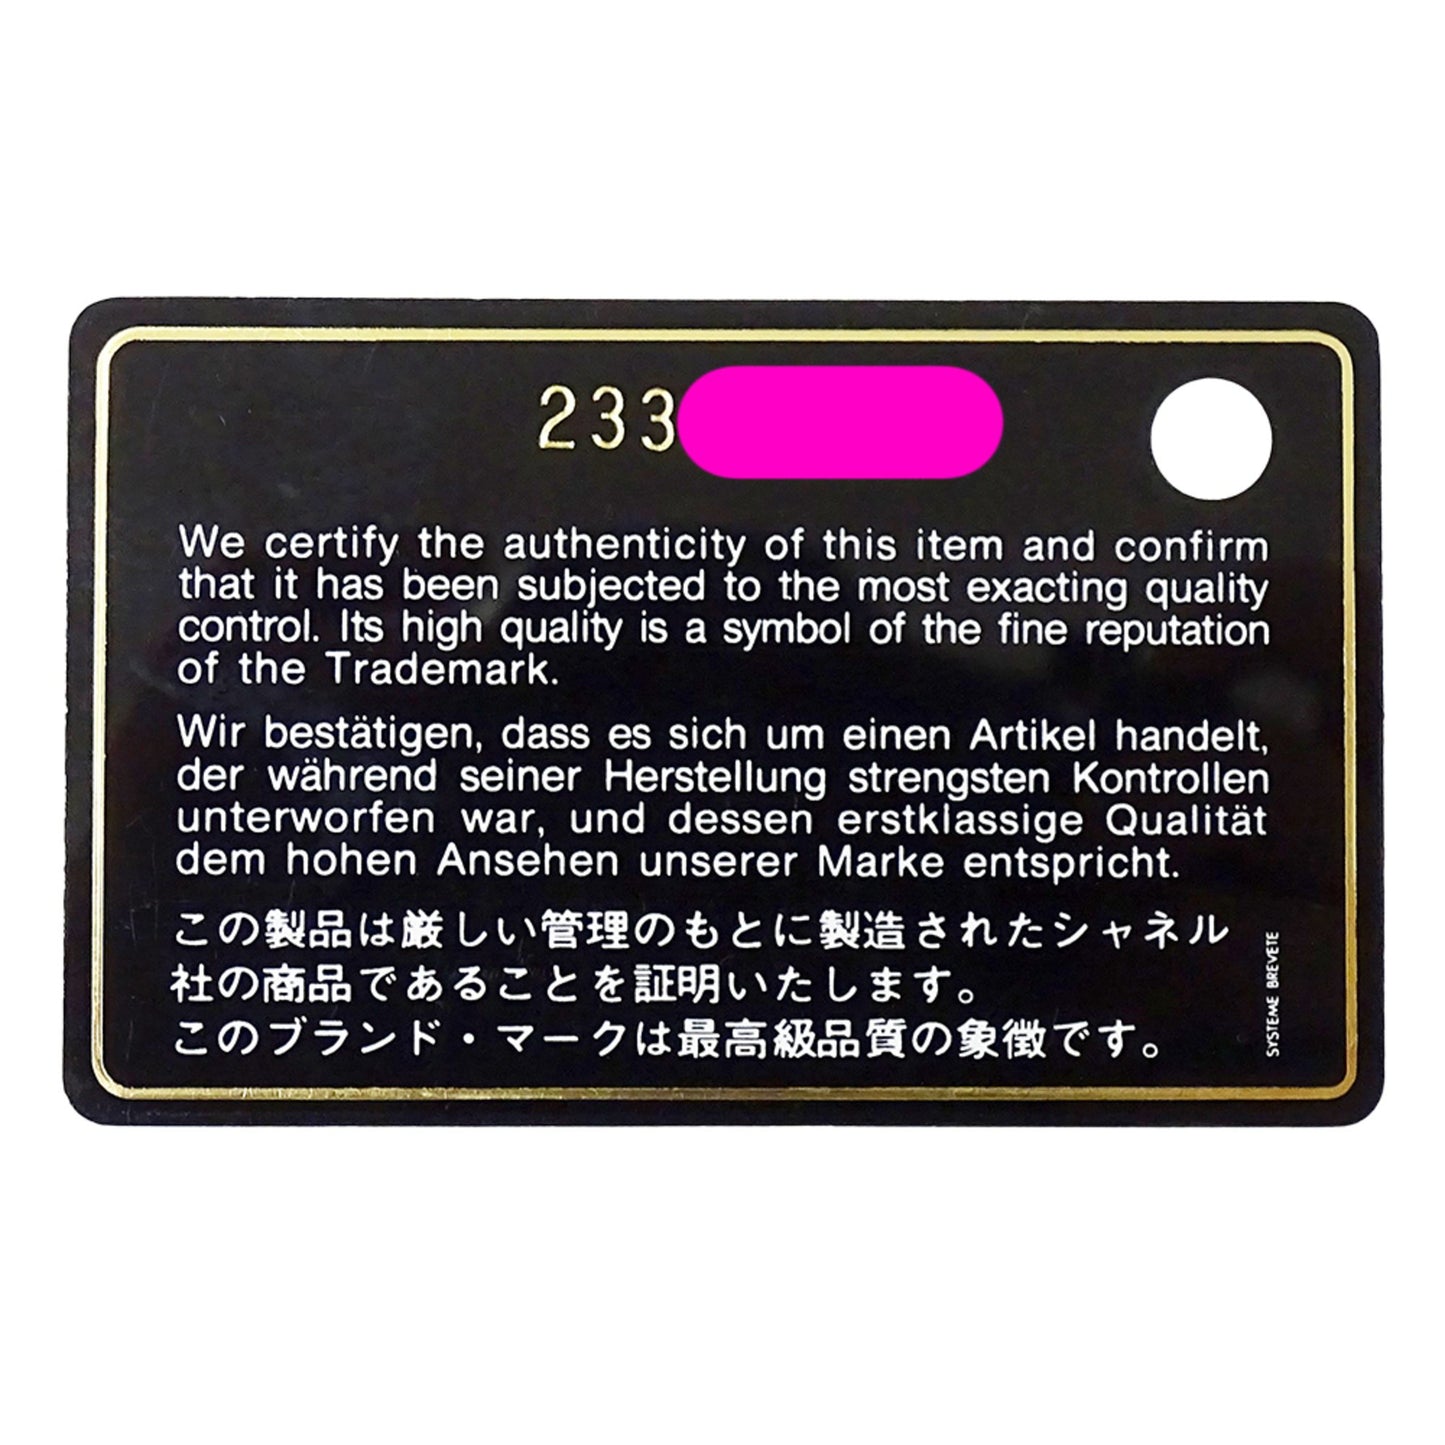 233
We certify the authenticity of this item and confirm
that it has been subjected to the most exacting quality
control. Its high quality is a symbol of the fine reputation
of the Trademark.
Wir bestätigen, dass es sich um einen Artikel handelt,
der während seiner Herstellung strengsten Kontrollen
unterworfen war, und dessen erstklassige Qualität
dem hohen Ansehen unserer Marke entspricht.
この製品は厳しい管理のもとに製造されたシャネル
社の商品であることを証明いたします。
このブランド・マークは最高級品質の象徴です。
SYSTEME BREVETE